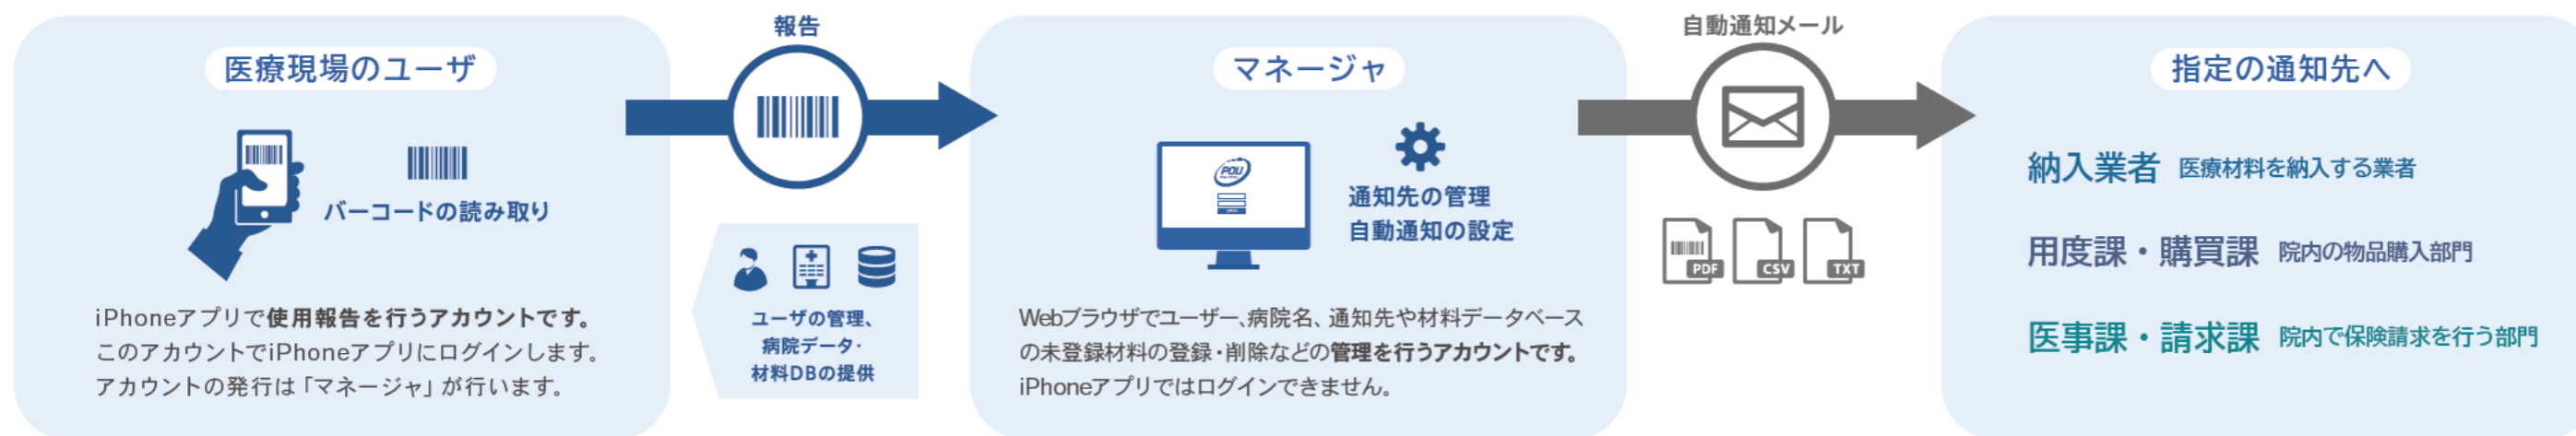 医療現場のユーザ
バーコードの読み取り
iPhoneアプリで使用報告を行うアカウントです。
このアカウントでiPhoneアプリにログインします。
アカウントの発行は「マネージャ」が行います。
報告
ユーザの管理、
病院データ・
材料DBの提供
マネージャ
POU
通知先の管理
自動通知の設定
Webブラウザでユーザー、病院名、通知先や材料データベース
の未登録材料の登録・削除などの管理を行うアカウントです。
iPhoneアプリではログインできません。
自動通知メール
PDF
CSV
TXT
指定の通知先へ
納入業者 医療材料を納入する業者
用度課・購買課 院内の物品購入部門
医事課・請求課 院内で保険請求を行う部門